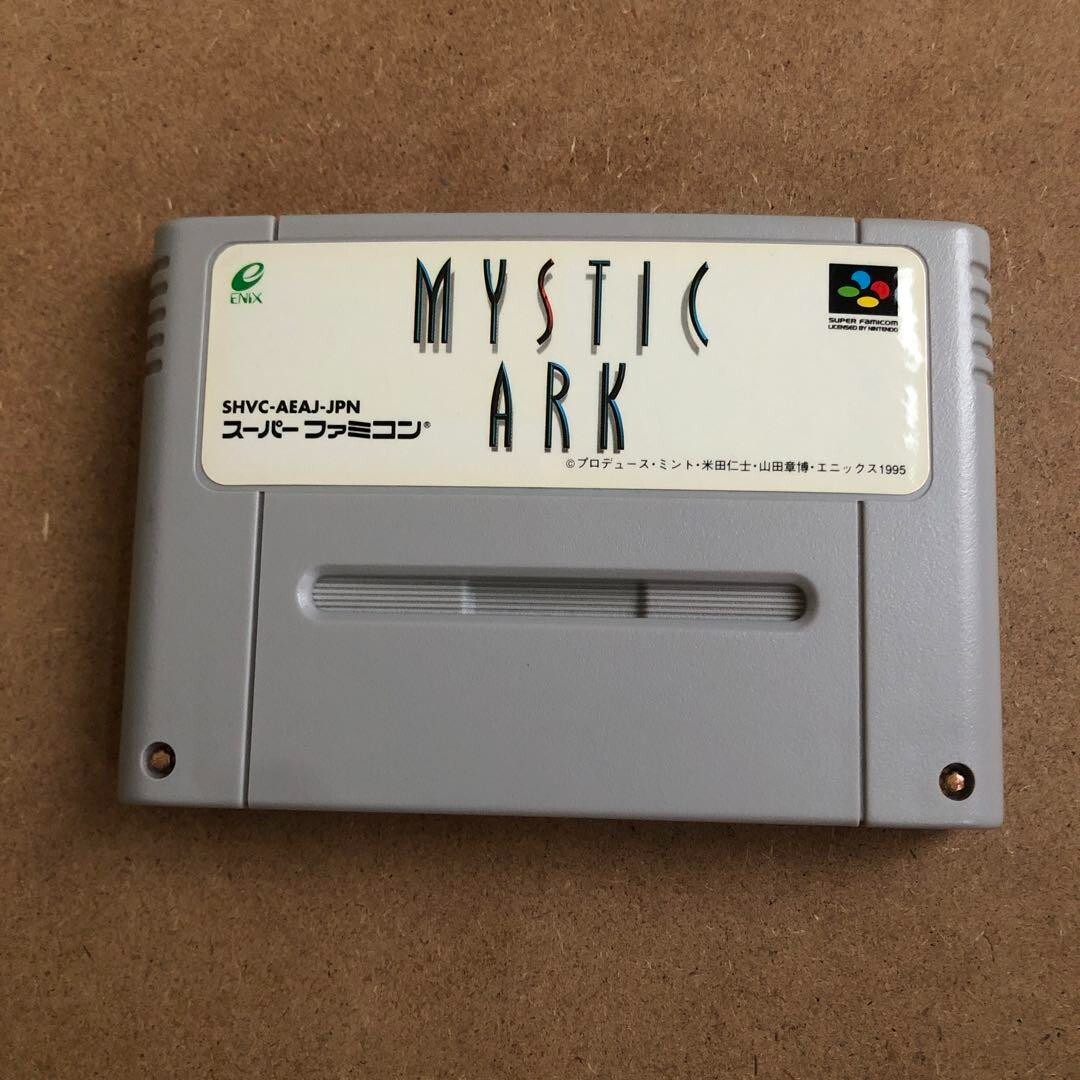 ENIX
MYSTIC
ARK
SUPER FAMICOM
LICENSED BY NINTENDO
SHVC-AEAJ-JPN
スーパーファミコン®
©プロデュース・ミント・米田仁士・山田章博・エニックス1995